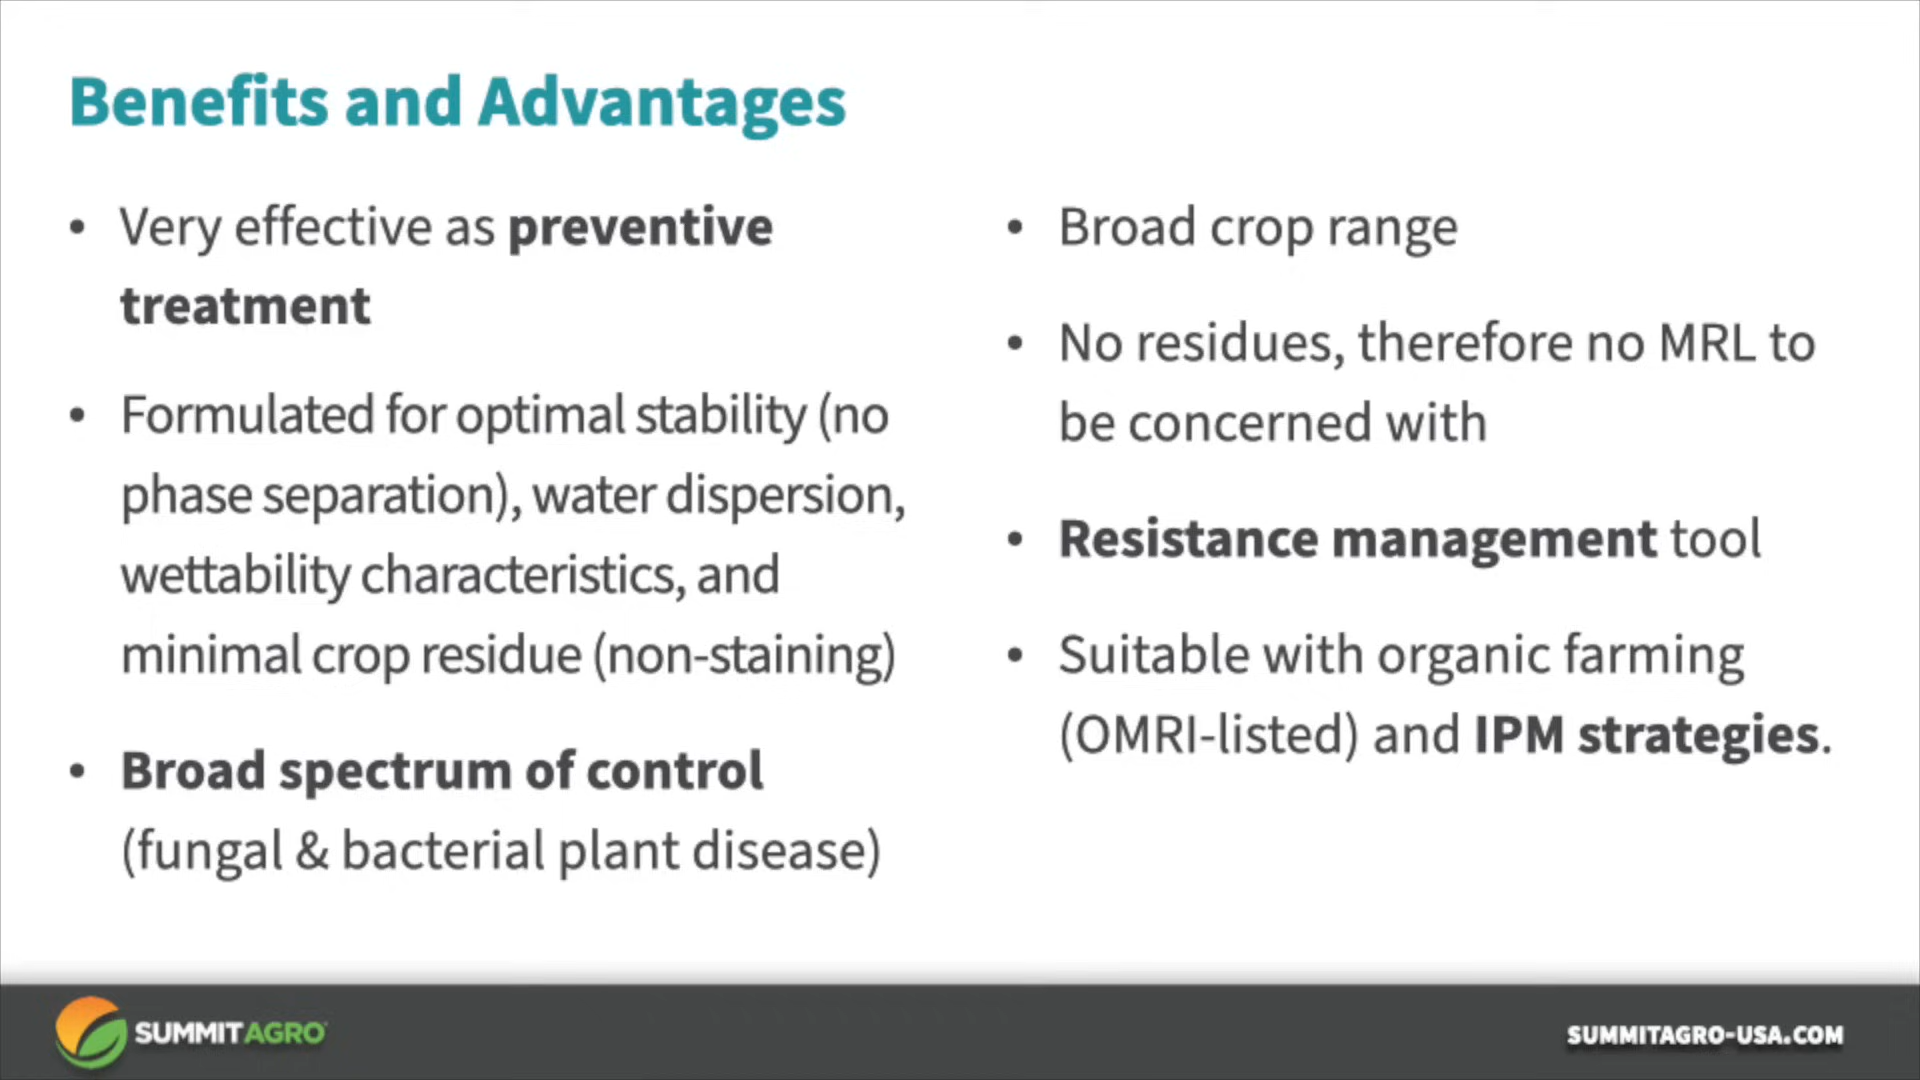 Benefits and Advantages
• Very effective as preventive
treatment
• Formulated for optimal stability (no
phase separation), water dispersion,
wettability characteristics, and
minimal crop residue (non-staining)
• Broad spectrum of control
(fungal & bacterial plant disease)
• Broad crop range
• No residues, therefore no MRL to
be concerned with
• Resistance management tool
• Suitable with organic farming
(OMRI-listed) and IPM strategies.
SUMMITAGRO
SUMMITAGRO-USA.COM